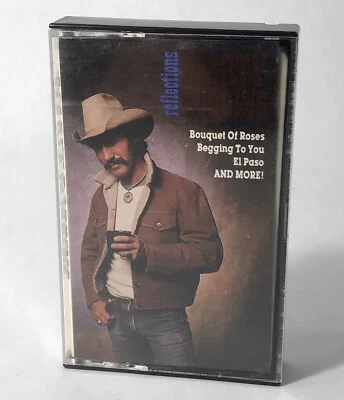 reflections
Bouquet Of Roses
Begging To You
El Paso
AND MORE!